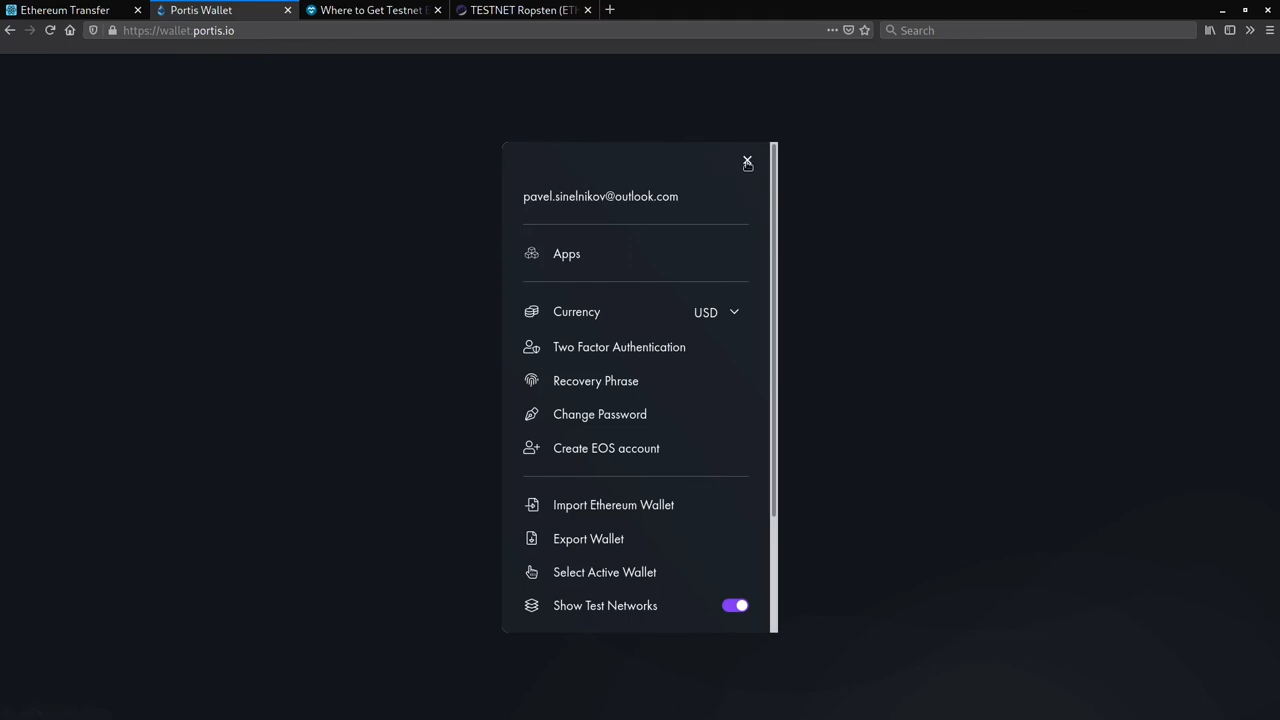 Ethereum Transfer
Portis Wallet
Where to Get Testnet E
TESTNET Ropsten (ETH
https://wallet.portis.io
Search
pavel.sinelnikov@outlook.com
Apps
Currency
USD
Two Factor Authentication
Recovery Phrase
Change Password
Create EOS account
Import Ethereum Wallet
Export Wallet
Select Active Wallet
Show Test Networks